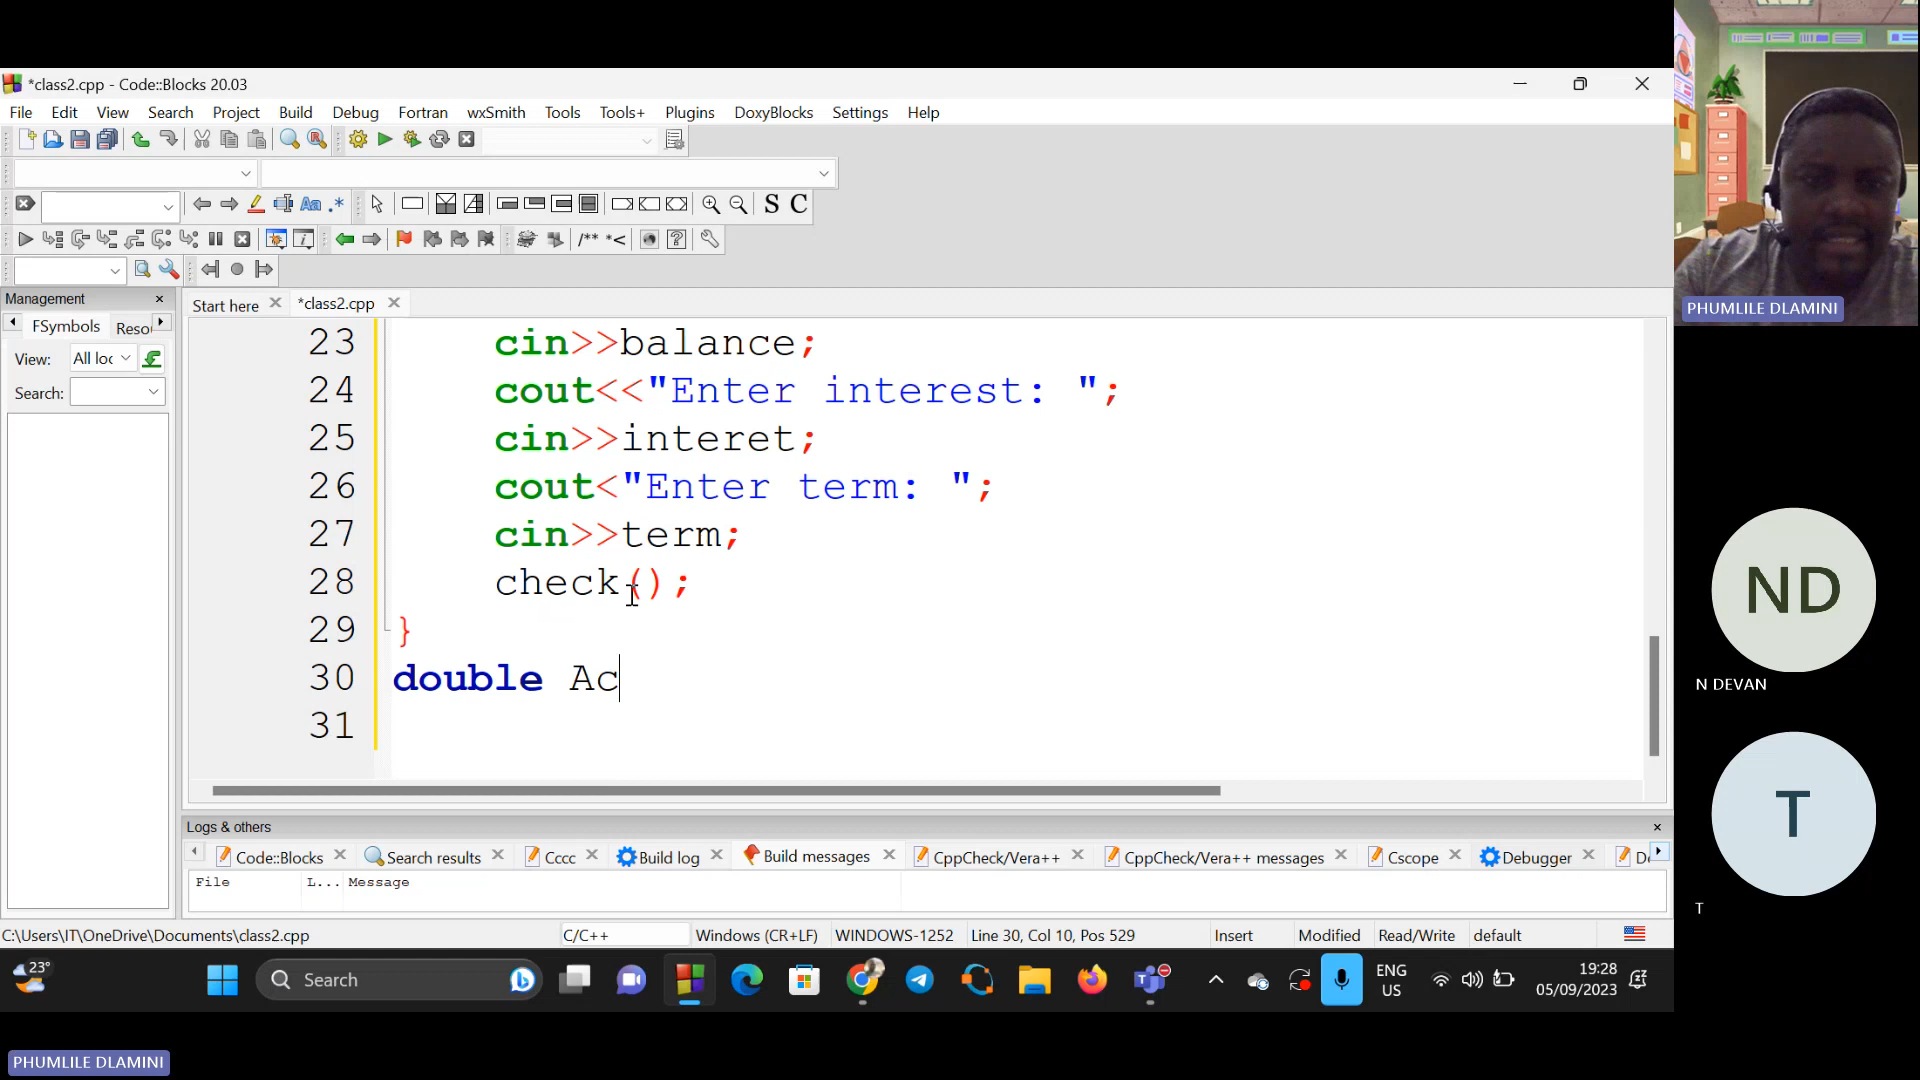 *class2.cpp - Code::Blocks 20.03
File Edit View Search Project Build Debug Fortran wxSmith Tools Tools+ Plugins DoxyBlocks Settings Help
S C
Management
Start here *class2.cpp
FSymbols Reso
View: All loc
Search:
23 cin>>balance;
24 cout<<"Enter interest: ";
25 cin>>interet;
26 cout<"Enter term: ";
27 cin>>term;
28 check();
29 }
30 double Ac
31
Logs & others
Code::Blocks Search results Cccc Build log Build messages CppCheck/Vera++ CppCheck/Vera++ messages Cscope Debugger
File L... Message
C:\Users\IT\OneDrive\Documents\class2.cpp C/C++ Windows (CR+LF) WINDOWS-1252 Line 30, Col 10, Pos 529 Insert Modified Read/Write default
23° Search ENG US 19:28 05/09/2023
PHUMLILE DLAMINI
ND
N DEVAN
T
T
PHUMLILE DLAMINI